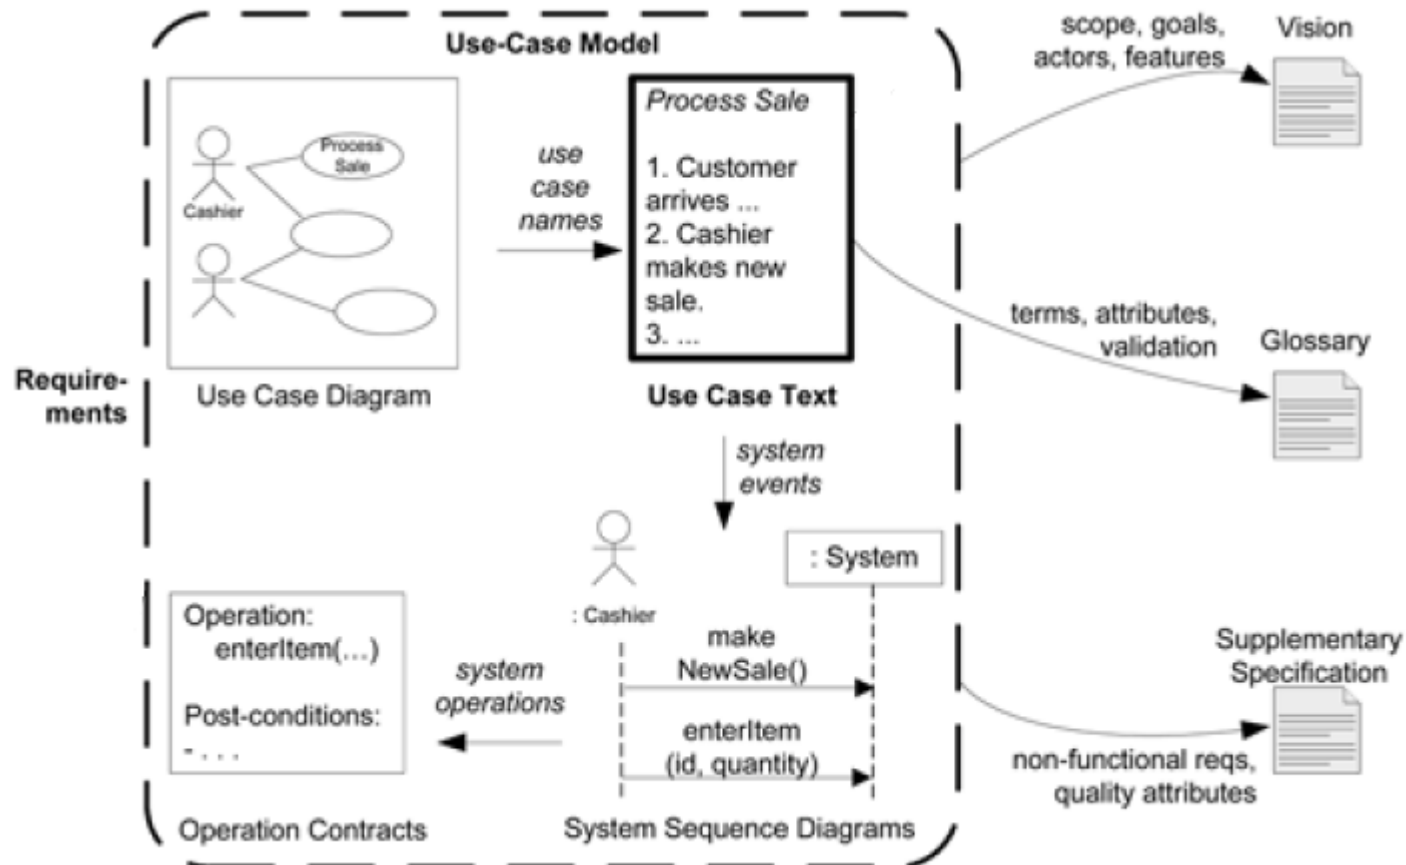 Use-Case Model
Process
Sale
Cashier
Use Case Diagram
use
case
names
Process Sale
1. Customer
arrives ...
2. Cashier
makes new
sale.
3. ...
Use Case Text
scope, goals,
actors, features
Vision
terms, attributes,
validation
Glossary
Require-
ments
system
events
: Cashier
: System
make
NewSale()
enterItem
(id, quantity)
System Sequence Diagrams
system
operations
Operation:
enterItem(…)
Post-conditions:
- . . .
Operation Contracts
Supplementary
Specification
non-functional reqs,
quality attributes